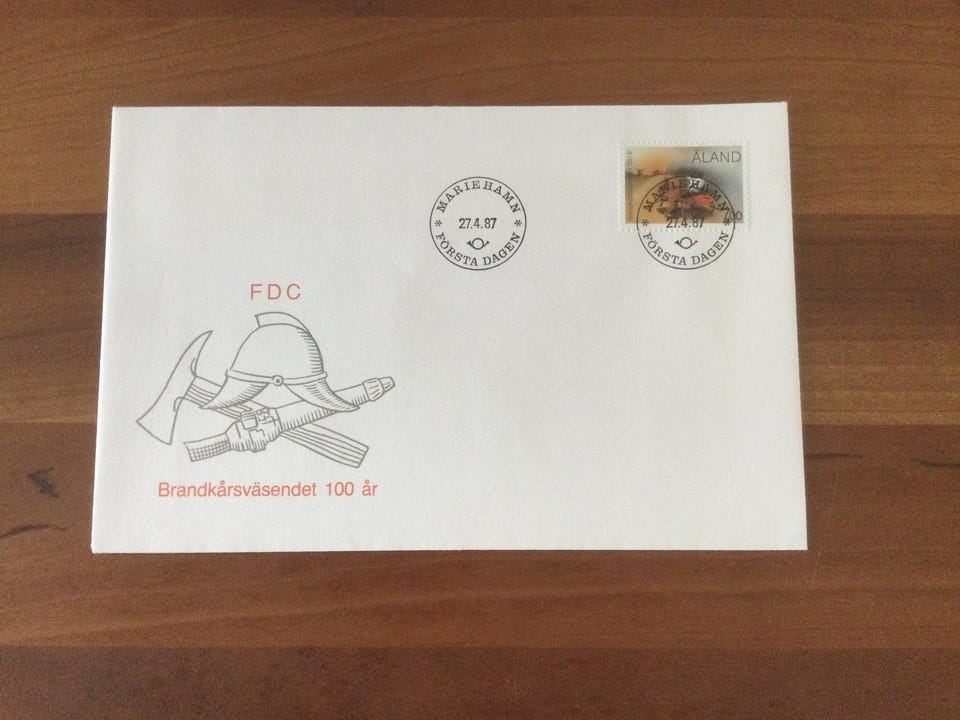 MARIEHAMN
27.4.87
FÖRSTA DAGEN
ÅLAND
MARIEHAMN
27.4.87
FÖRSTA DAGEN
FDC
Brandkårsväsendet 100 år